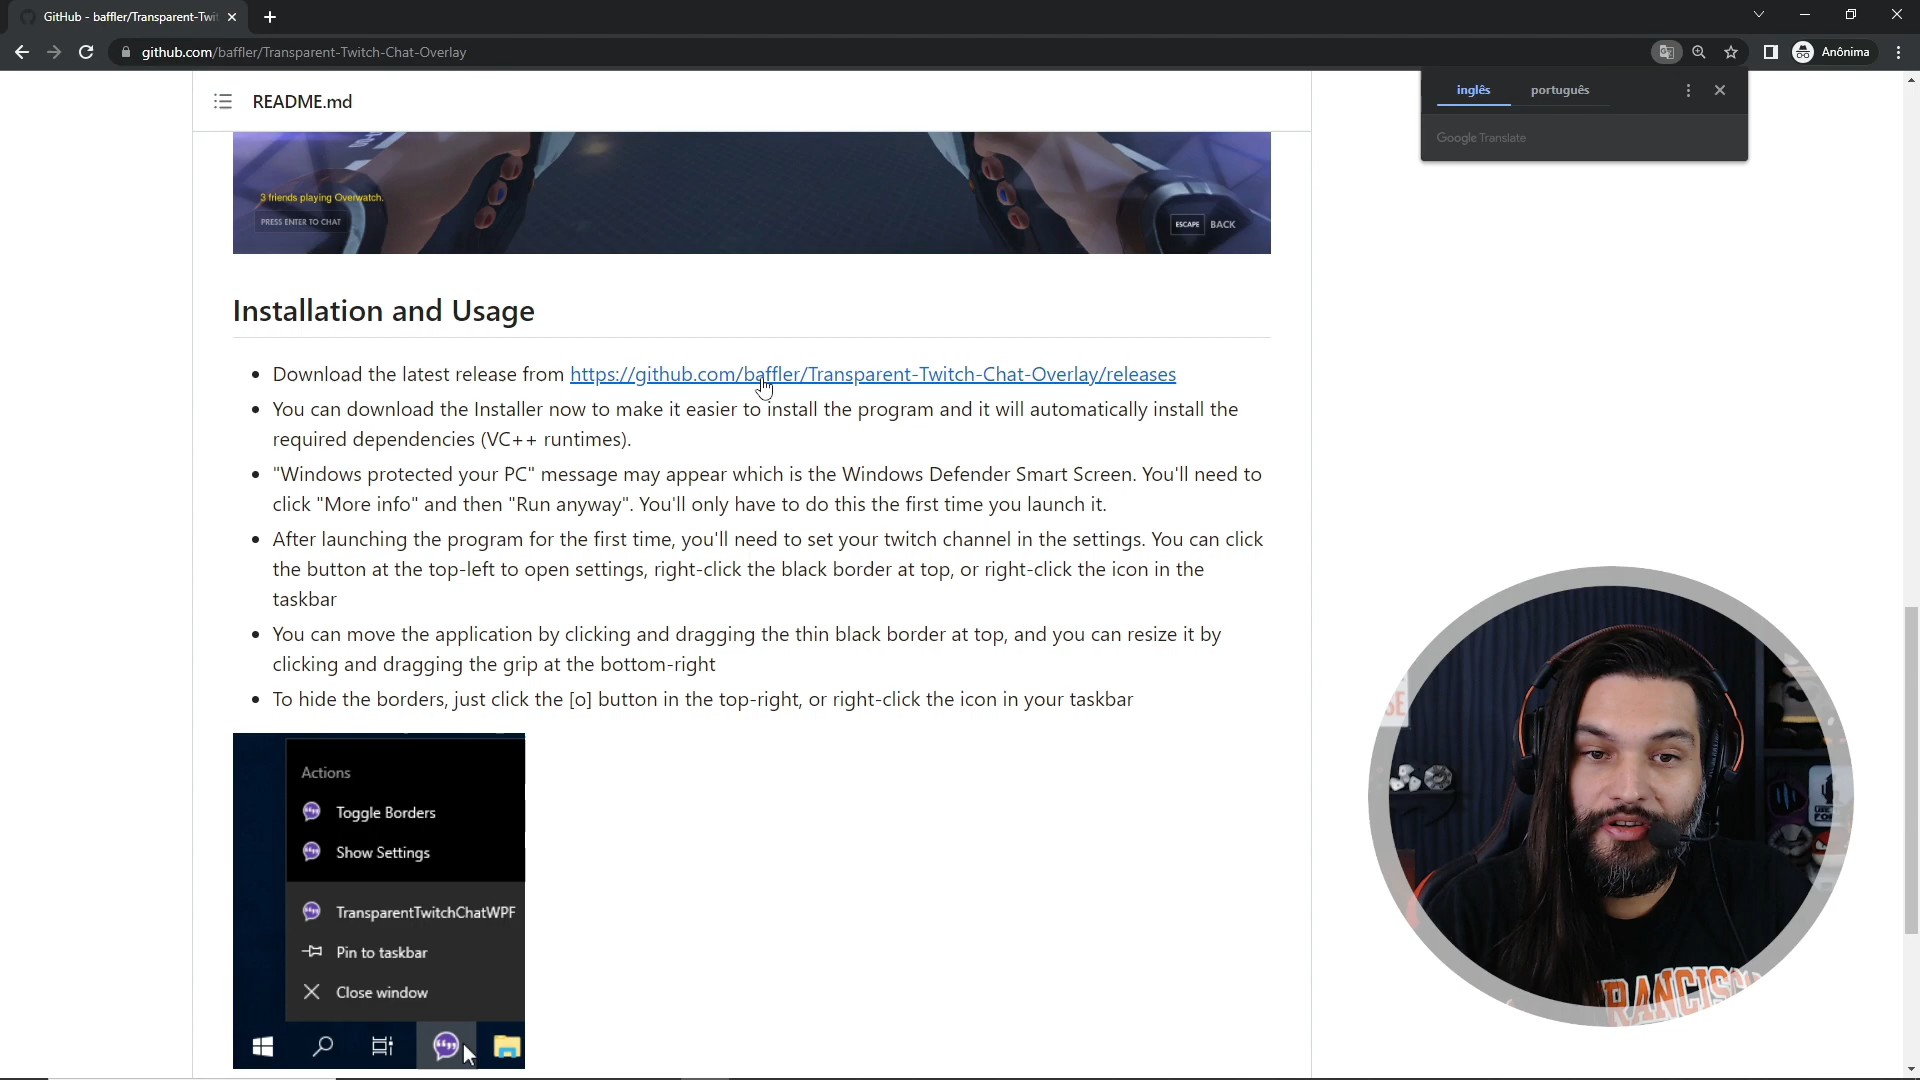 GitHub - baffler/Transparent-Twit
github.com/baffler/Transparent-Twitch-Chat-Overlay
Anônima
inglês
português
Google Translate
README.md
3 friends playing Overwatch.
PRESS ENTER TO CHAT
ESCAPE BACK
Installation and Usage
Download the latest release from https://github.com/baffler/Transparent-Twitch-Chat-Overlay/releases
You can download the Installer now to make it easier to install the program and it will automatically install the
required dependencies (VC++ runtimes).
"Windows protected your PC" message may appear which is the Windows Defender Smart Screen. You'll need to
click "More info" and then "Run anyway". You'll only have to do this the first time you launch it.
After launching the program for the first time, you'll need to set your twitch channel in the settings. You can click
the button at the top-left to open settings, right-click the black border at top, or right-click the icon in the
taskbar
You can move the application by clicking and dragging the thin black border at top, and you can resize it by
clicking and dragging the grip at the bottom-right
To hide the borders, just click the [o] button in the top-right, or right-click the icon in your taskbar
Actions
Toggle Borders
Show Settings
TransparentTwitchChatWPF
Pin to taskbar
Close window